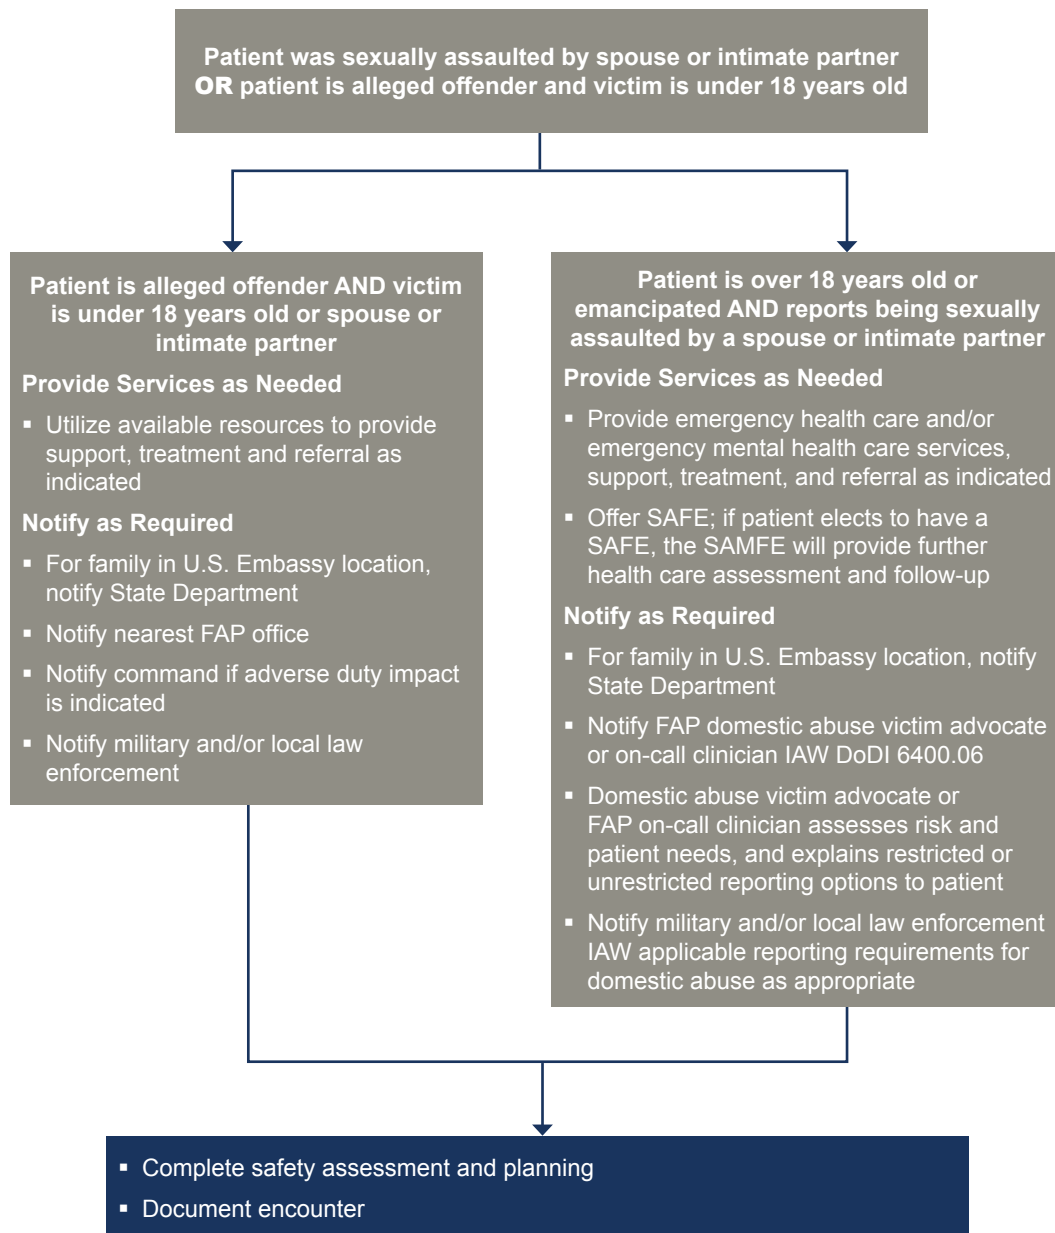 Patient was sexually assaulted by spouse or intimate partner
OR patient is alleged offender and victim is under 18 years old
Patient is alleged offender AND victim
is under 18 years old or spouse or
intimate partner
Provide Services as Needed
▪ Utilize available resources to provide
support, treatment and referral as
indicated
Notify as Required
▪ For family in U.S. Embassy location,
notify State Department
▪ Notify nearest FAP office
▪ Notify command if adverse duty impact
is indicated
▪ Notify military and/or local law
enforcement
Patient is over 18 years old or
emancipated AND reports being sexually
assaulted by a spouse or intimate partner
Provide Services as Needed
▪ Provide emergency health care and/or
emergency mental health care services,
support, treatment, and referral as indicated
▪ Offer SAFE; if patient elects to have a
SAFE, the SAMFE will provide further
health care assessment and follow-up
Notify as Required
▪ For family in U.S. Embassy location, notify
State Department
▪ Notify FAP domestic abuse victim advocate
or on-call clinician IAW DoDI 6400.06
▪ Domestic abuse victim advocate or
FAP on-call clinician assesses risk and
patient needs, and explains restricted or
unrestricted reporting options to patient
▪ Notify military and/or local law enforcement
IAW applicable reporting requirements for
domestic abuse as appropriate
▪ Complete safety assessment and planning
▪ Document encounter